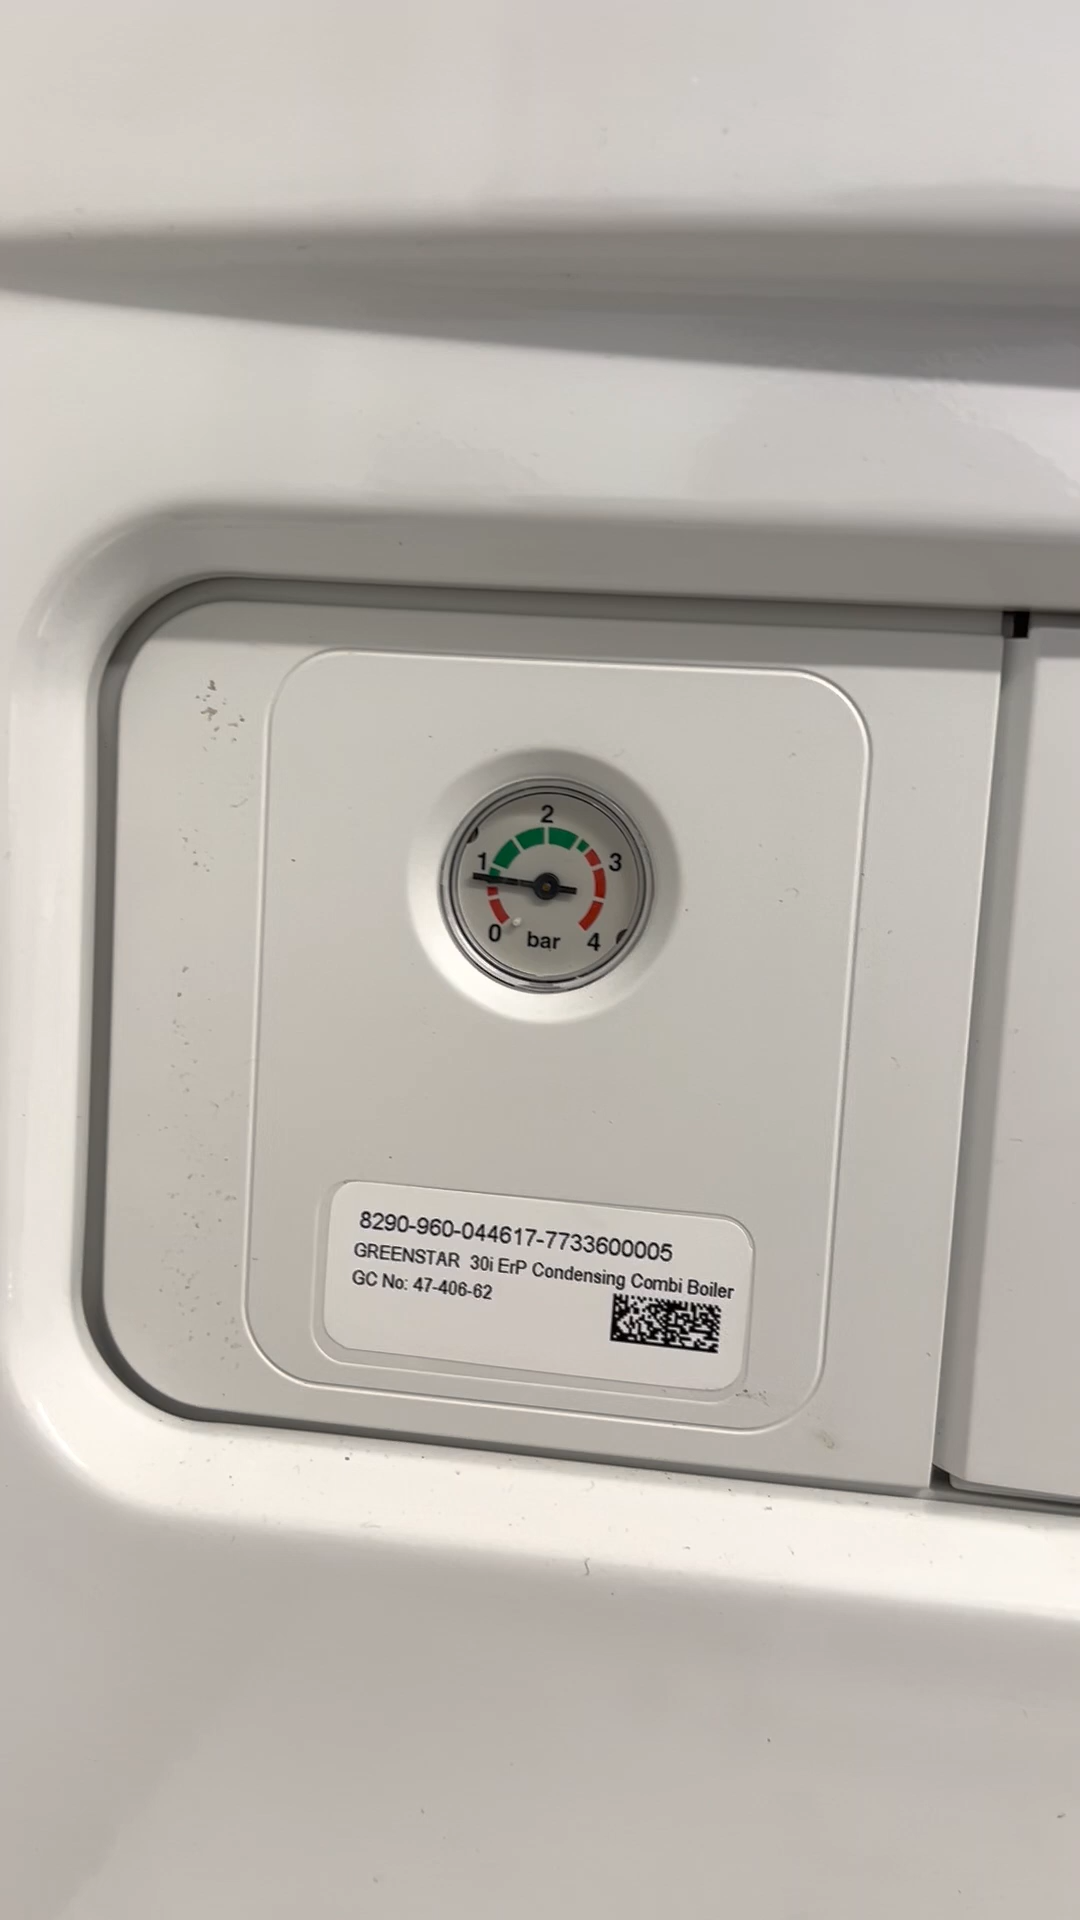 2
1 3
0 bar 4
8290-960-044617-7733600005
GREENSTAR 30i ErP Condensing Combi Boiler
GC No: 47-406-62